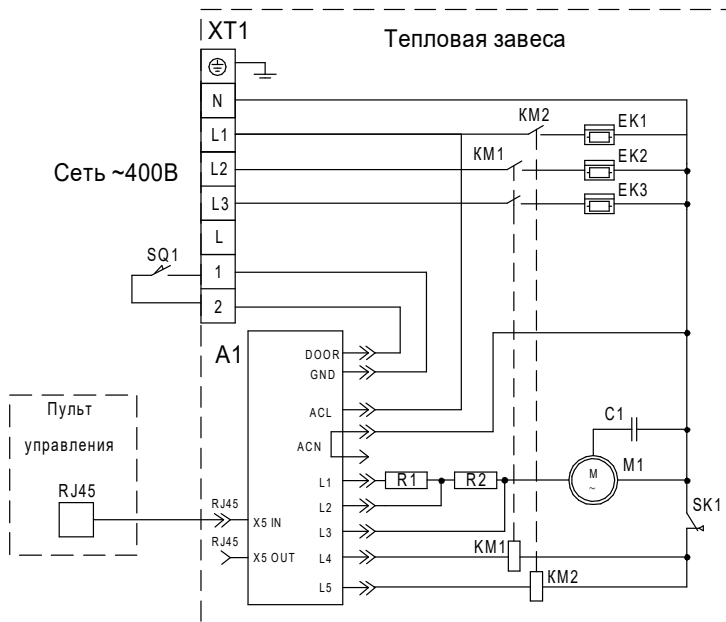 XT1
Тепловая завеса
N
L1
L2
L3
L
1
2
Сеть ~400В
SQ1
KM2
EK1
KM1
EK2
EK3
A1
DOOR
GND
ACL
ACN
L1
L2
L3
L4
L5
R1
R2
C1
M
~
M1
SK1
KM1
KM2
Пульт
управления
RJ45
RJ45
X5 IN
RJ45
X5 OUT